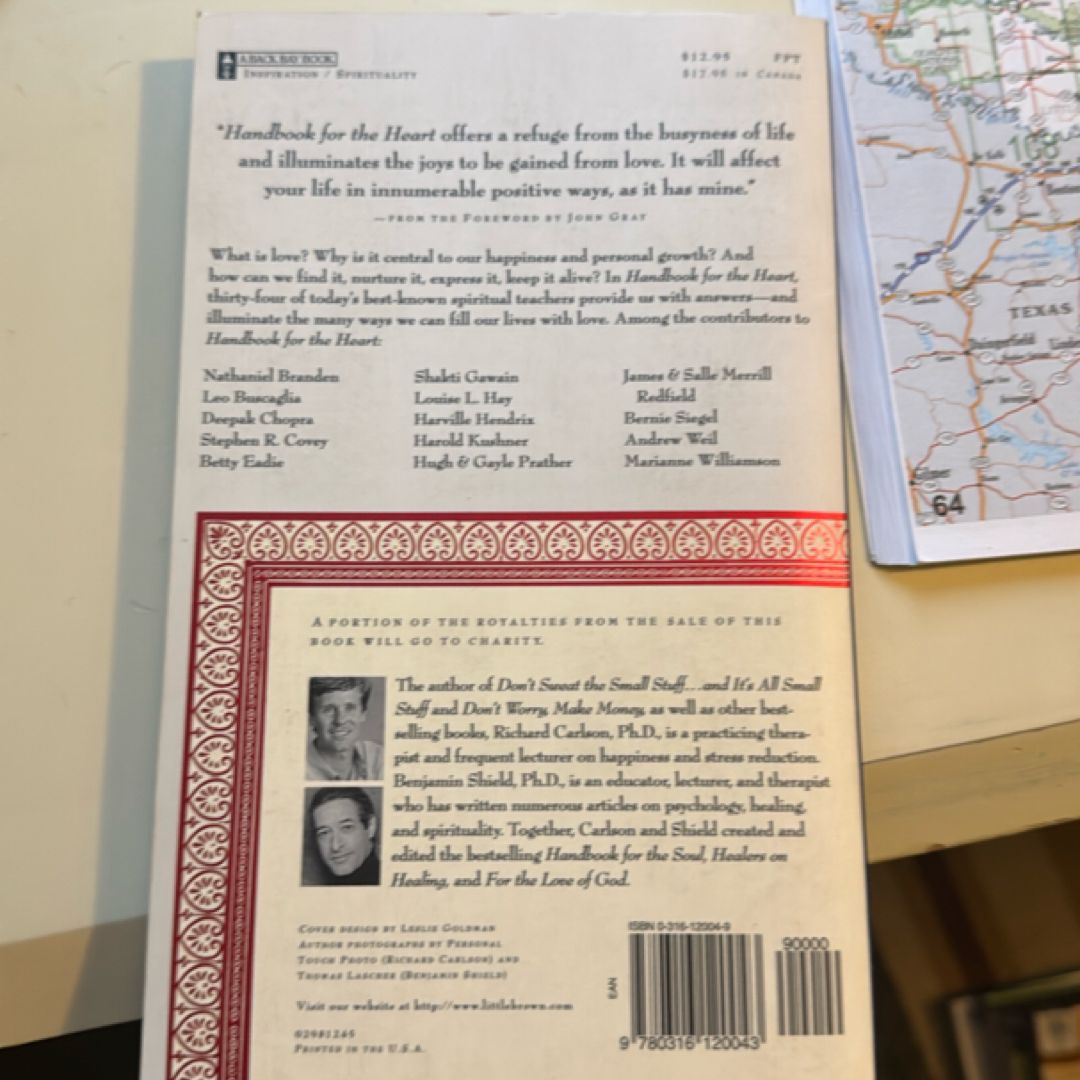 A BACK BAY BOOK
INSPIRATION / SPIRITUALITY
$12.95 FPT
$17.95 IN CANADA
"Handbook for the Heart offers a refuge from the busyness of life
and illuminates the joys to be gained from love. It will affect
your life in innumerable positive ways, as it has mine."
—FROM THE FOREWORD BY JOHN GRAY
What is love? Why is it central to our happiness and personal growth? And
how can we find it, nurture it, express it, keep it alive? In Handbook for the Heart,
thirty-four of today's best-known spiritual teachers provide us with answers—and
illuminate the many ways we can fill our lives with love. Among the contributors to
Handbook for the Heart:
Nathaniel Branden
Leo Buscaglia
Deepak Chopra
Stephen R. Covey
Betty Eadie
Shakti Gawain
Louise L. Hay
Harville Hendrix
Harold Kushner
Hugh & Gayle Prather
James & Salle Merrill
Redfield
Bernie Siegel
Andrew Weil
Marianne Williamson
A PORTION OF THE ROYALTIES FROM THE SALE OF THIS
BOOK WILL GO TO CHARITY.
The author of Don't Sweat the Small Stuff...and It's All Small
Stuff and Don't Worry, Make Money, as well as other best-
selling books, Richard Carlson, Ph.D., is a practicing thera-
pist and frequent lecturer on happiness and stress reduction.
Benjamin Shield, Ph.D., is an educator, lecturer, and therapist
who has written numerous articles on psychology, healing,
and spirituality. Together, Carlson and Shield created and
edited the bestselling Handbook for the Soul, Healers on
Healing, and For the Love of God.
COVER DESIGN BY LESLIE GOLDMAN
AUTHOR PHOTOGRAPHS BY PERSONAL
TOUCH PHOTO (RICHARD CARLSON) AND
THOMAS LASCHER (BENJAMIN SHIELD)
Visit our website at http://www.littlebrown.com
02981245
PRINTED IN THE U.S.A.
ISBN 0-316-12004-9
90000
EAN
9 780316 120043
108
TEXAS
Daingerfield
Gilmer
64